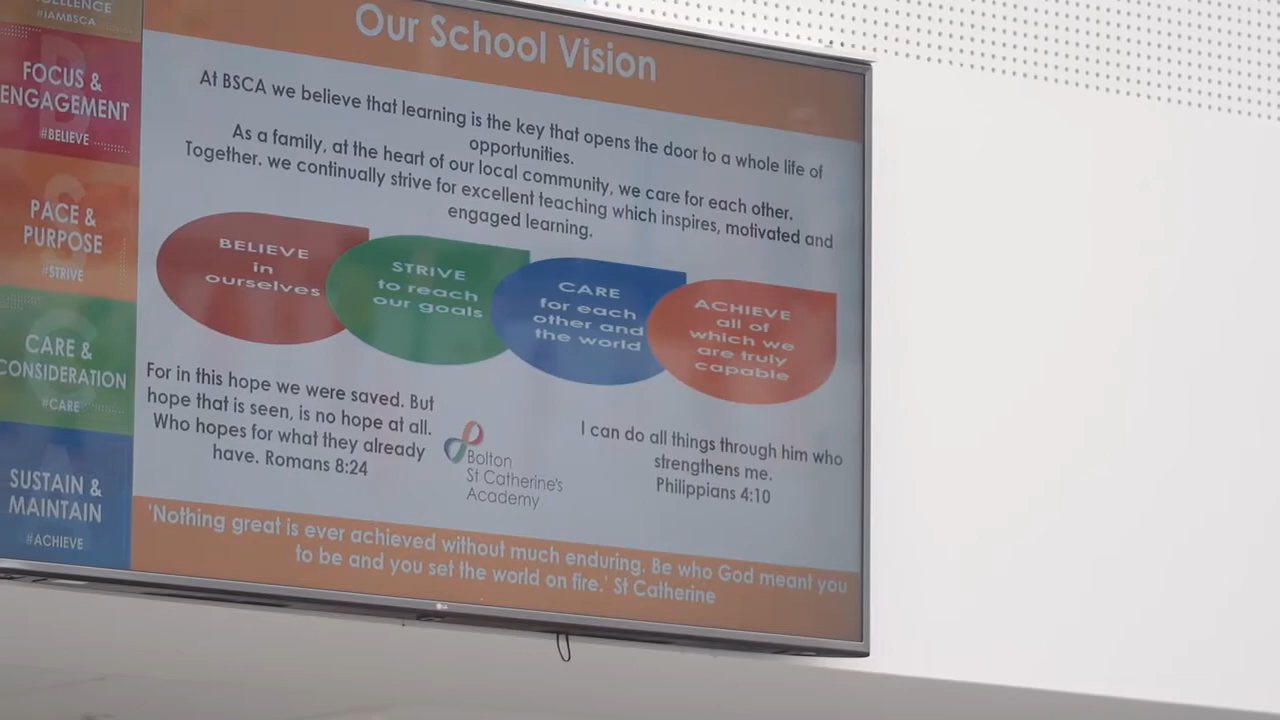 ELLENCE
#IAMBSCA
FOCUS &
ENGAGEMENT
#BELIEVE
PACE &
PURPOSE
#STRIVE
CARE &
CONSIDERATION
#CARE
SUSTAIN &
MAINTAIN
#ACHIEVE
Our School Vision
At BSCA we believe that learning is the key that opens the door to a whole life of
opportunities.
As a family, at the heart of our local community, we care for each other.
Together. we continually strive for excellent teaching which inspires, motivated and
engaged learning.
BELIEVE
in
ourselves
STRIVE
to reach
our goals
CARE
for each
other and
the world
ACHIEVE
all of
which we
are truly
capable
For in this hope we were saved. But
hope that is seen, is no hope at all.
Who hopes for what they already
have. Romans 8:24
Bolton
St Catherine's
Academy
I can do all things through him who
strengthens me.
Philippians 4:10
'Nothing great is ever achieved without much enduring. Be who God meant you
to be and you set the world on fire.' St Catherine
LG